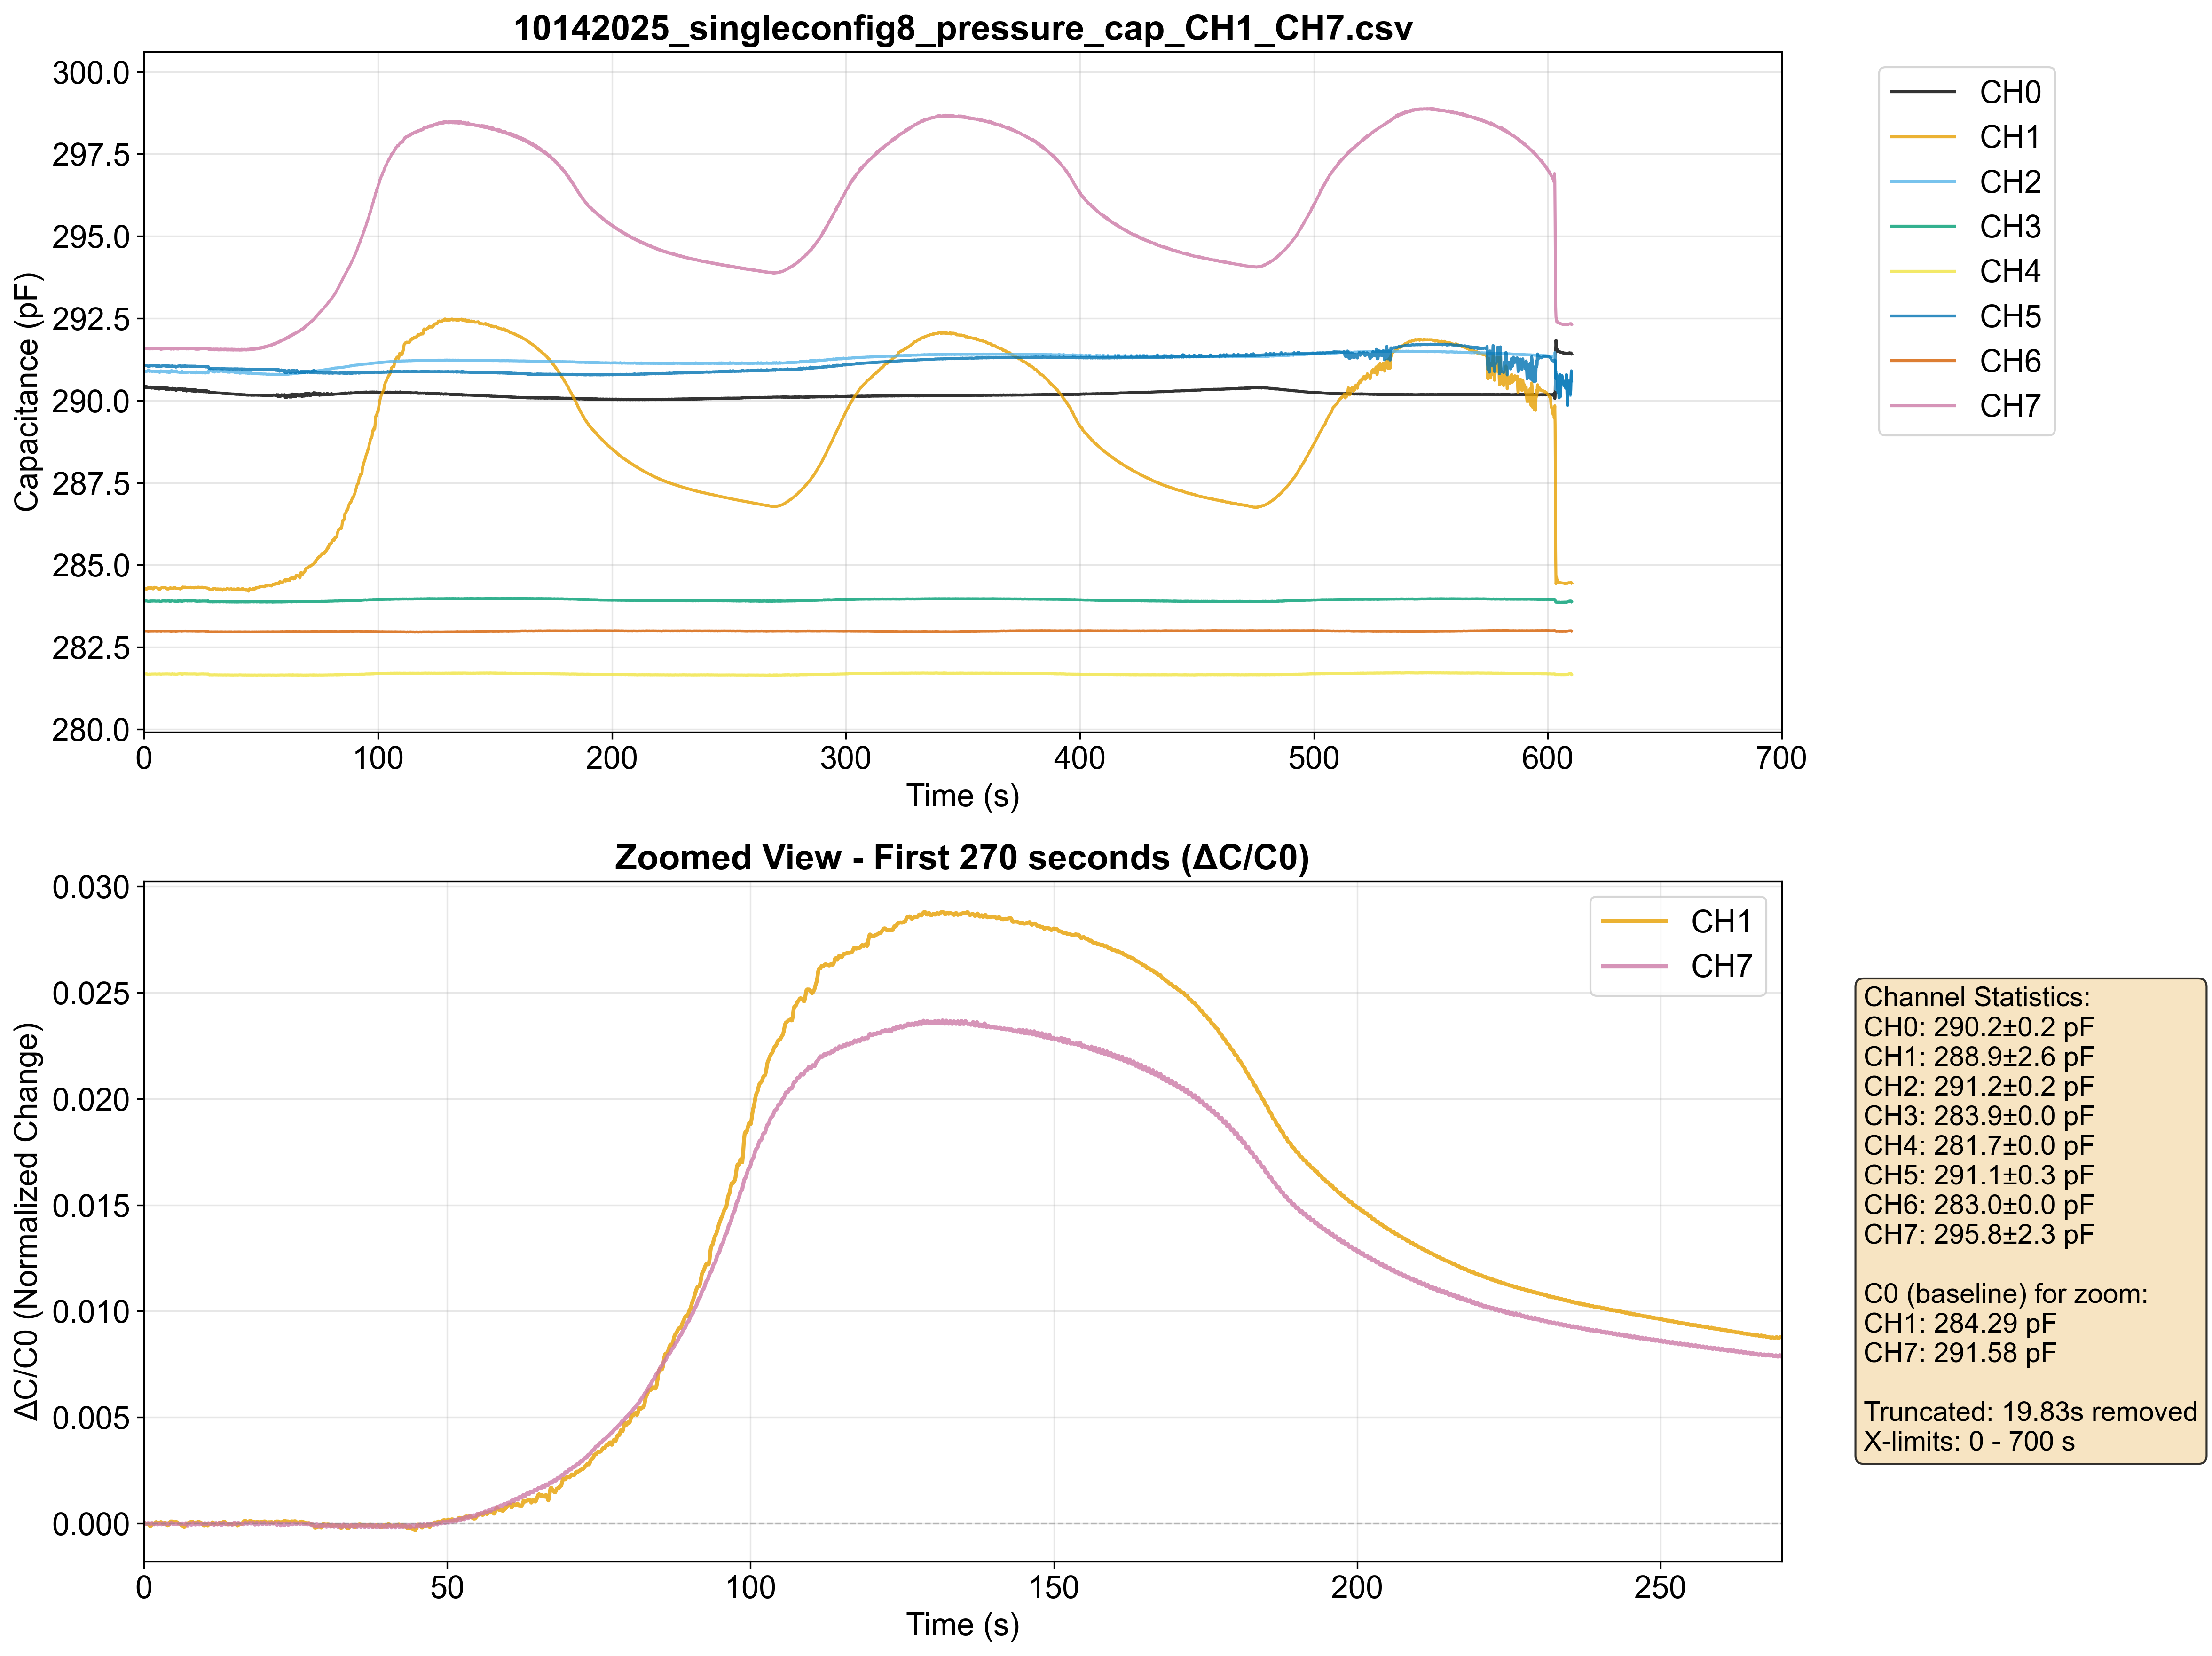 10142025_singleconfig8_pressure_cap_CH1_CH7.csv
Capacitance (pF)
300.0
297.5
295.0
292.5
290.0
287.5
285.0
282.5
280.0
0 100 200 300 400 500 600 700
Time (s)
CH0
CH1
CH2
CH3
CH4
CH5
CH6
CH7
Zoomed View - First 270 seconds (ΔC/C0)
ΔC/C0 (Normalized Change)
0.030
0.025
0.020
0.015
0.010
0.005
0.000
0 50 100 150 200 250
Time (s)
CH1
CH7
Channel Statistics:
CH0: 290.2±0.2 pF
CH1: 288.9±2.6 pF
CH2: 291.2±0.2 pF
CH3: 283.9±0.0 pF
CH4: 281.7±0.0 pF
CH5: 291.1±0.3 pF
CH6: 283.0±0.0 pF
CH7: 295.8±2.3 pF
C0 (baseline) for zoom:
CH1: 284.29 pF
CH7: 291.58 pF
Truncated: 19.83s removed
X-limits: 0 - 700 s